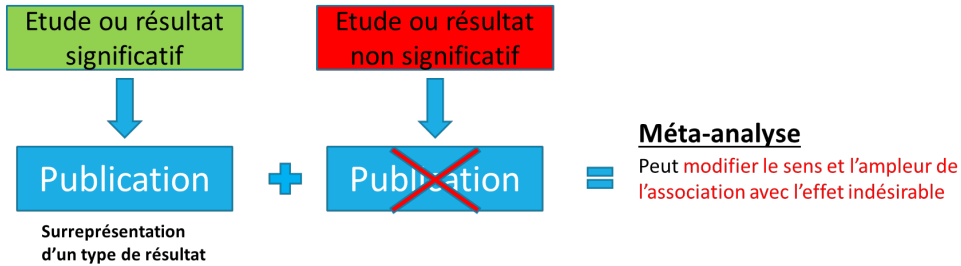 Etude ou résultat
significatif
Etude ou résultat
non significatif
Publication
Publication
Méta-analyse
Peut modifier le sens et l'ampleur de
l'association avec l'effet indésirable
Surreprésentation
d'un type de résultat